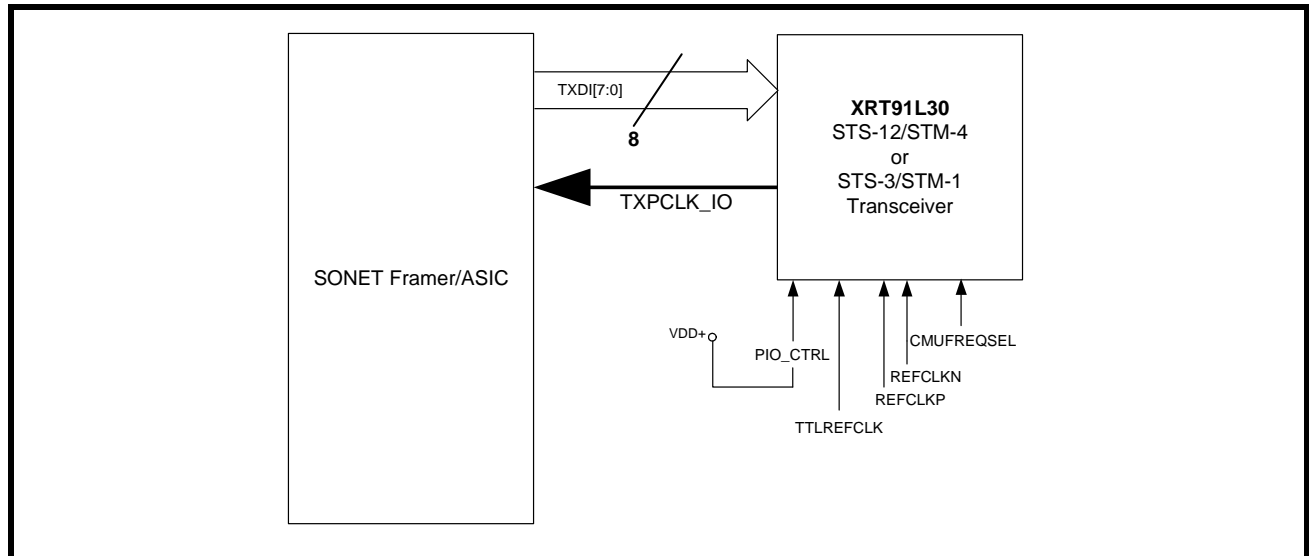 TXDI[7:0]
8
TXPCLK_IO
SONET Framer/ASIC
XRT91L30
STS-12/STM-4
or
STS-3/STM-1
Transceiver
VDD+
PIO_CTRL
CMUFREQSEL
REFCLKN
REFCLKP
TTLREFCLK